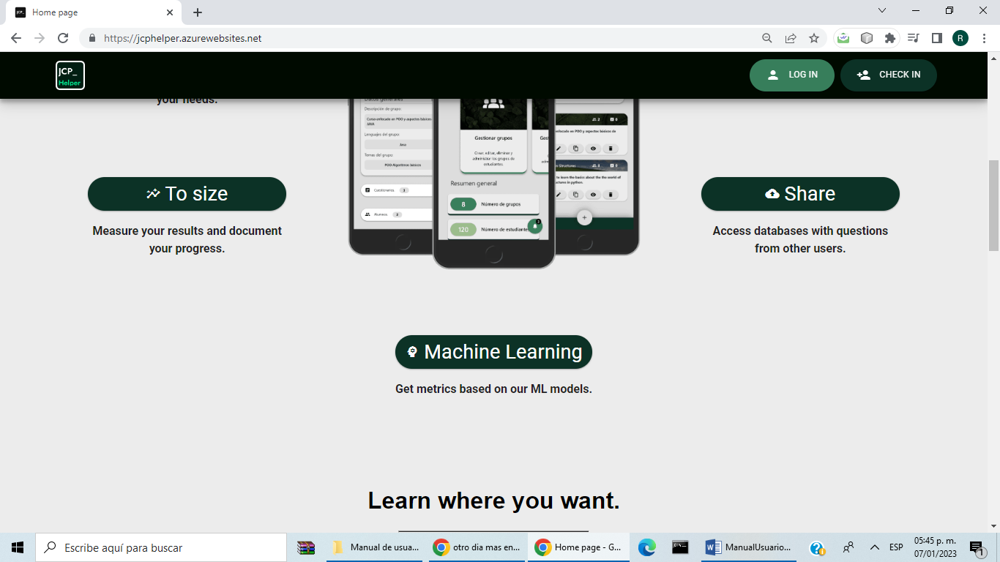 Home page
https://jcphelper.azurewebsites.net
R
JCP_
Helper
LOG IN
CHECK IN
your needs.
Datos generales
Descripción de grupo:
Curso enfocado en POO y aspectos básicos
JAVA
Lenguajes del grupo
Java
Temas del grupo:
POO Algoritmos básicos
Cuestionarios
3
Alumnos
2
Gestionar grupos
Crear, editar, eliminar y
administrar los grupos de
estudiantes.
Resumen general
8
Número de grupos
120
Número de estudiantes
2
0
enfocado en POO y aspectos básicos de
Structures
to learn the basics about the the world of
structures in python.
+
To size
Measure your results and document
your progress.
Share
Access databases with questions
from other users.
Machine Learning
Get metrics based on our ML models.
Learn where you want.
Escribe aquí para buscar
Manual de usua...
otro dia mas en...
Home page - G...
ManualUsuario...
ESP
05:45 p. m.
07/01/2023
1